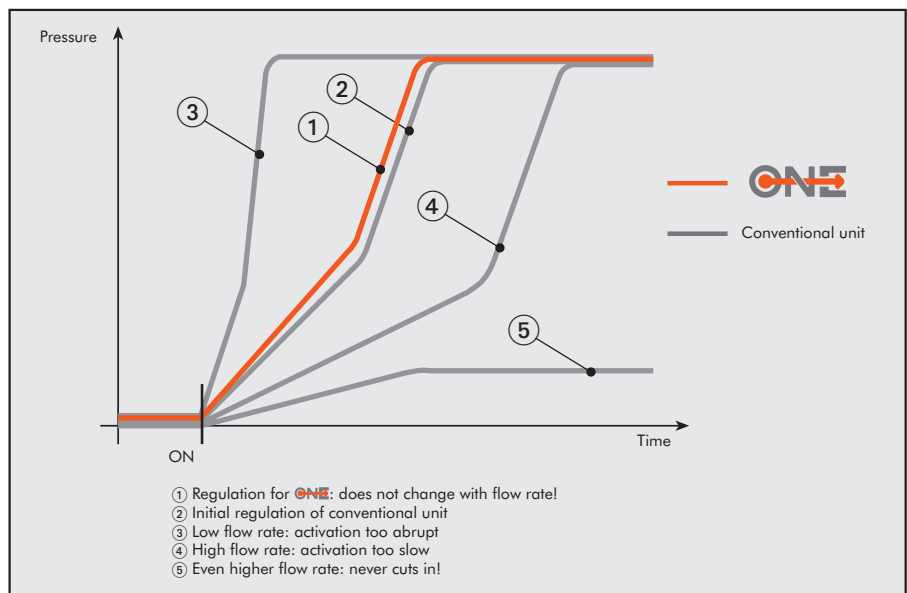 Pressure
3
2
1
4
ONE
Conventional unit
5
Time
ON
① Regulation for ONE: does not change with flow rate!
② Initial regulation of conventional unit
③ Low flow rate: activation too abrupt
④ High flow rate: activation too slow
⑤ Even higher flow rate: never cuts in!